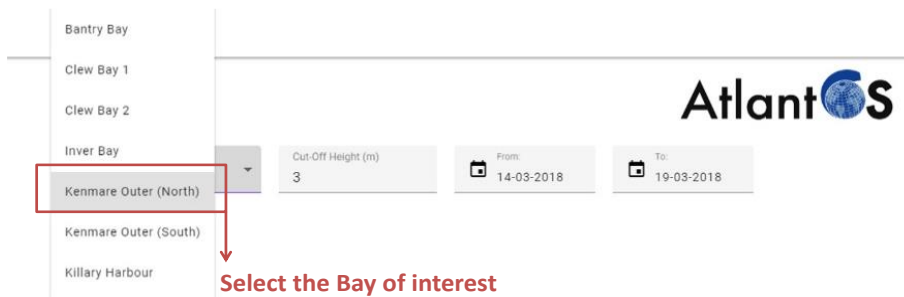 Bantry Bay
Clew Bay 1
AtlantOS
Clew Bay 2
Inver Bay
Cut-Off Height (m)
3
From:
14-03-2018
To:
19-03-2018
Kenmare Outer (North)
Kenmare Outer (South)
Killary Harbour
Select the Bay of interest